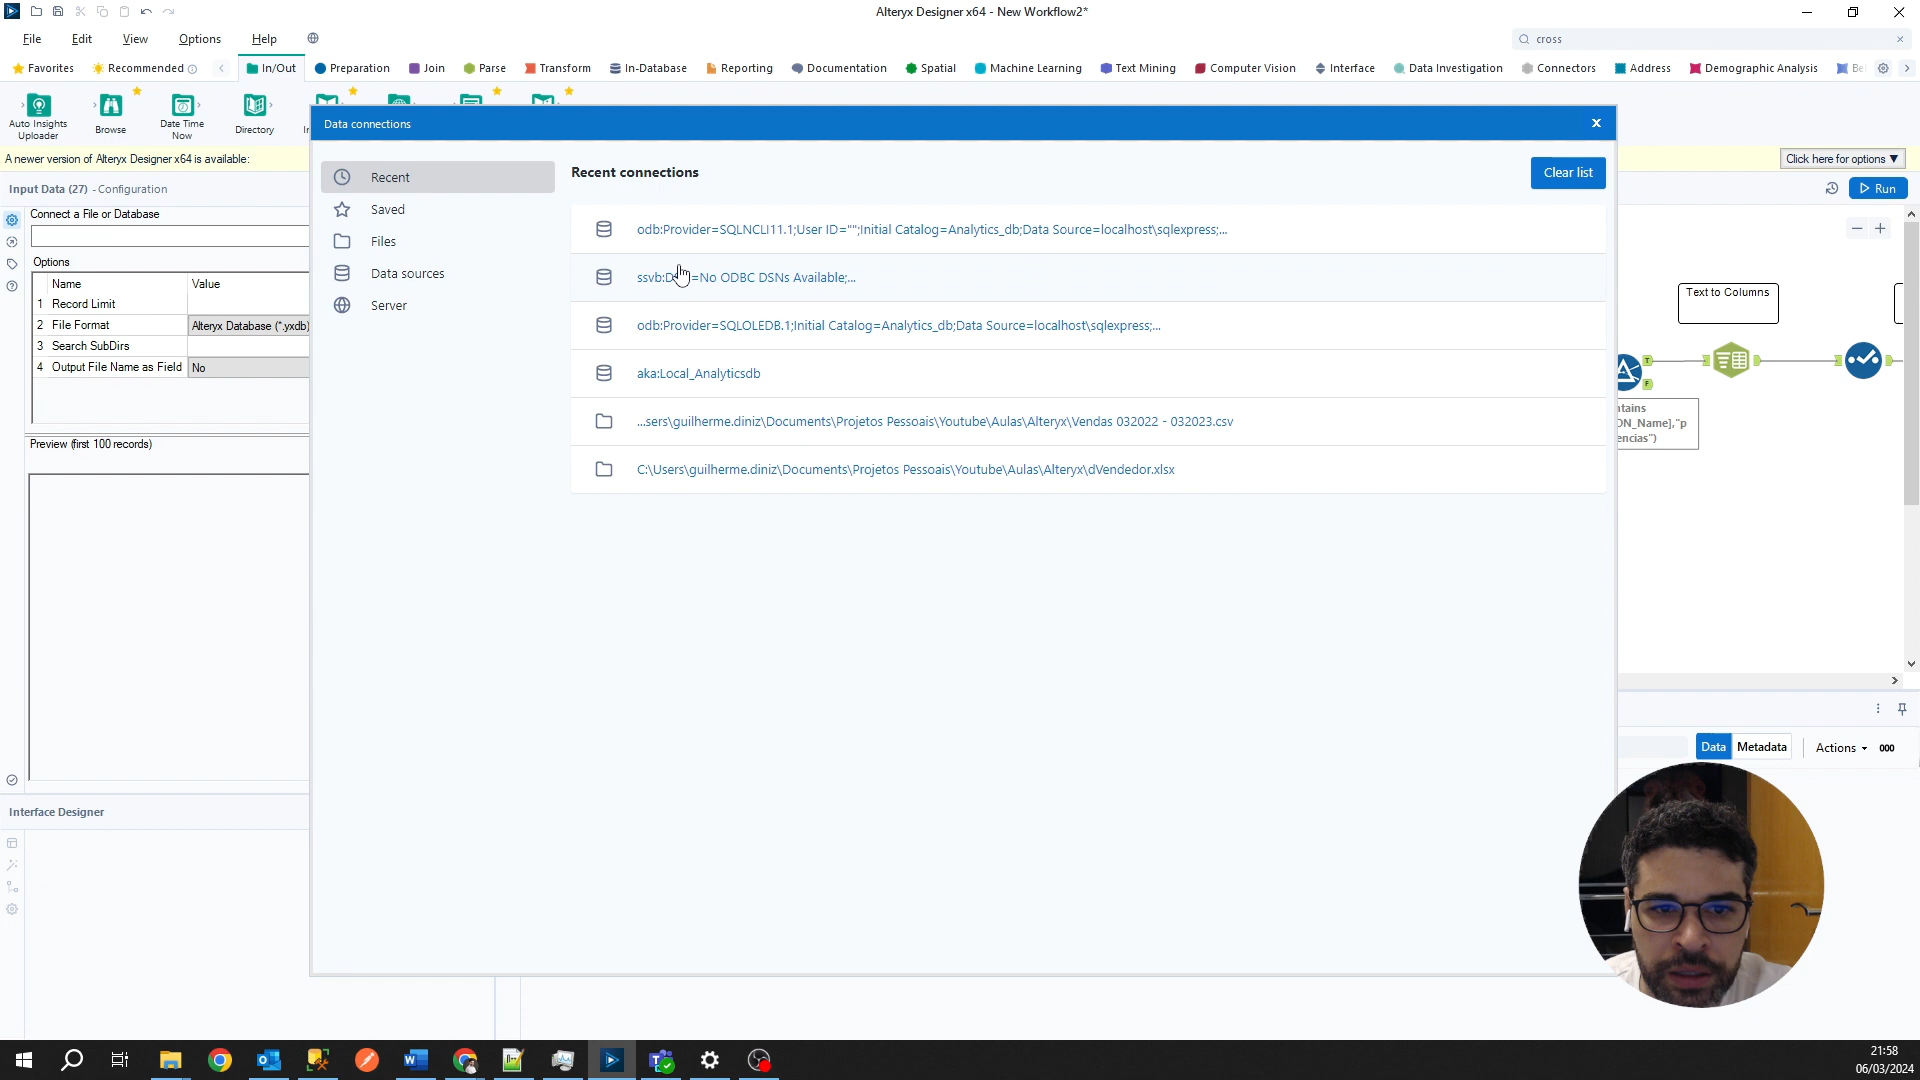 Alteryx Designer x64 - New Workflow2*
File Edit View Options Help
cross
Favorites Recommended In/Out Preparation Join Parse Transform In-Database Reporting Documentation Spatial Machine Learning Text Mining Computer Vision Interface Data Investigation Connectors Address Demographic Analysis Be
Auto Insights
Uploader
Browse
Date Time
Now
Directory
A newer version of Alteryx Designer x64 is available:
Click here for options ▼
Input Data (27) - Configuration
Run
Connect a File or Database
Options
Name Value
1 Record Limit
2 File Format Alteryx Database (*.yxdb)
3 Search SubDirs
4 Output File Name as Field No
Preview (first 100 records)
Interface Designer
Data connections
Recent
Saved
Files
Data sources
Server
Recent connections
Clear list
odb:Provider=SQLNCLI11.1;User ID="";Initial Catalog=Analytics_db;Data Source=localhost\sqlexpress;...
=No ODBC DSNs Available;...
odb:Provider=SQLOLEDB.1;Initial Catalog=Analytics_db;Data Source=localhost\sqlexpress;...
aka:Local_Analyticsdb
...sers\guilherme.diniz\Documents\Projetos Pessoais\Youtube\Aulas\Alteryx\Vendas 032022 - 032023.csv
C:\Users\guilherme.diniz\Documents\Projetos Pessoais\Youtube\Aulas\Alteryx\dVendedor.xlsx
Text to Columns
T
F
ntains
ON_Name],"p
encias")
Data Metadata Actions 000
21:58
06/03/2024